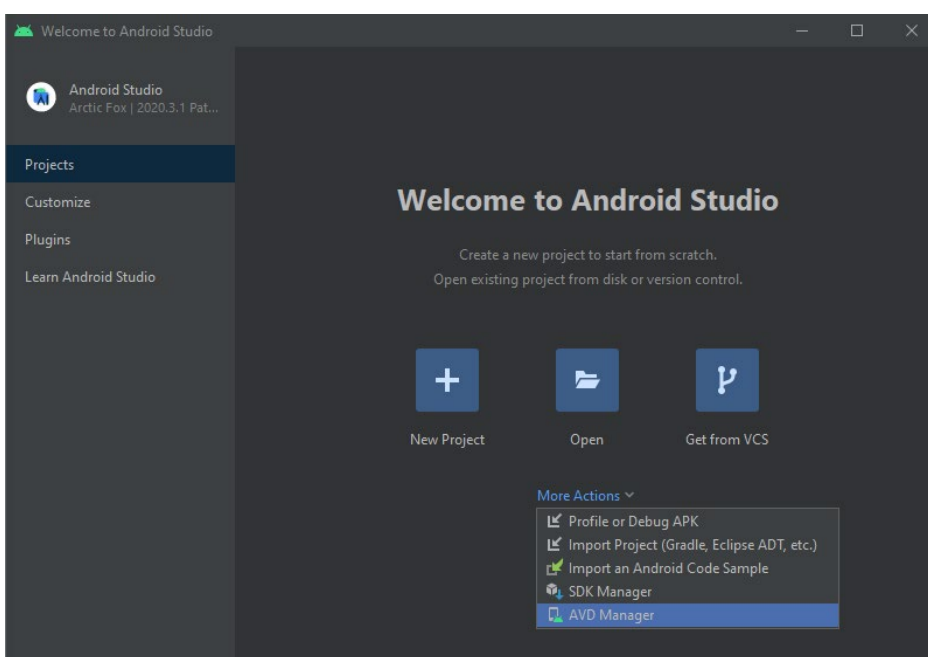 Welcome to Android Studio
Android Studio
Arctic Fox | 2020.3.1 Pat...
Projects
Customize
Plugins
Learn Android Studio
Welcome to Android Studio
Create a new project to start from scratch.
Open existing project from disk or version control.
New Project
Open
Get from VCS
More Actions
Profile or Debug APK
Import Project (Gradle, Eclipse ADT, etc.)
Import an Android Code Sample
SDK Manager
AVD Manager